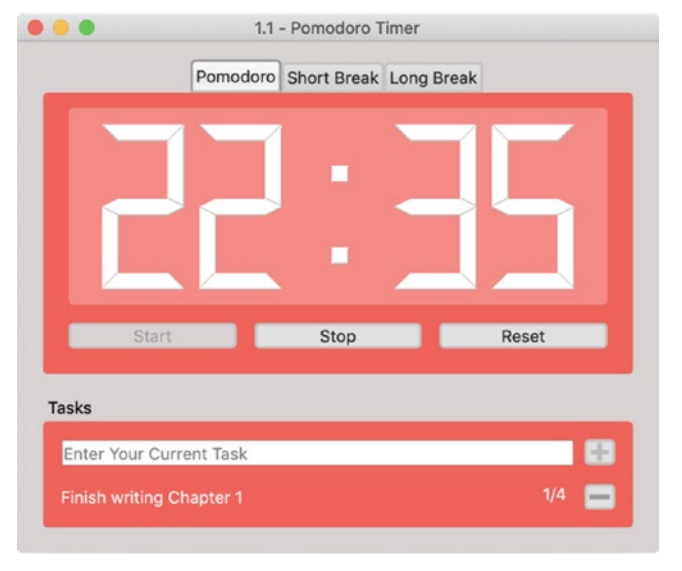 1.1 - Pomodoro Timer
Pomodoro Short Break Long Break
22:35
Start Stop Reset
Tasks
Enter Your Current Task
Finish writing Chapter 1 1/4